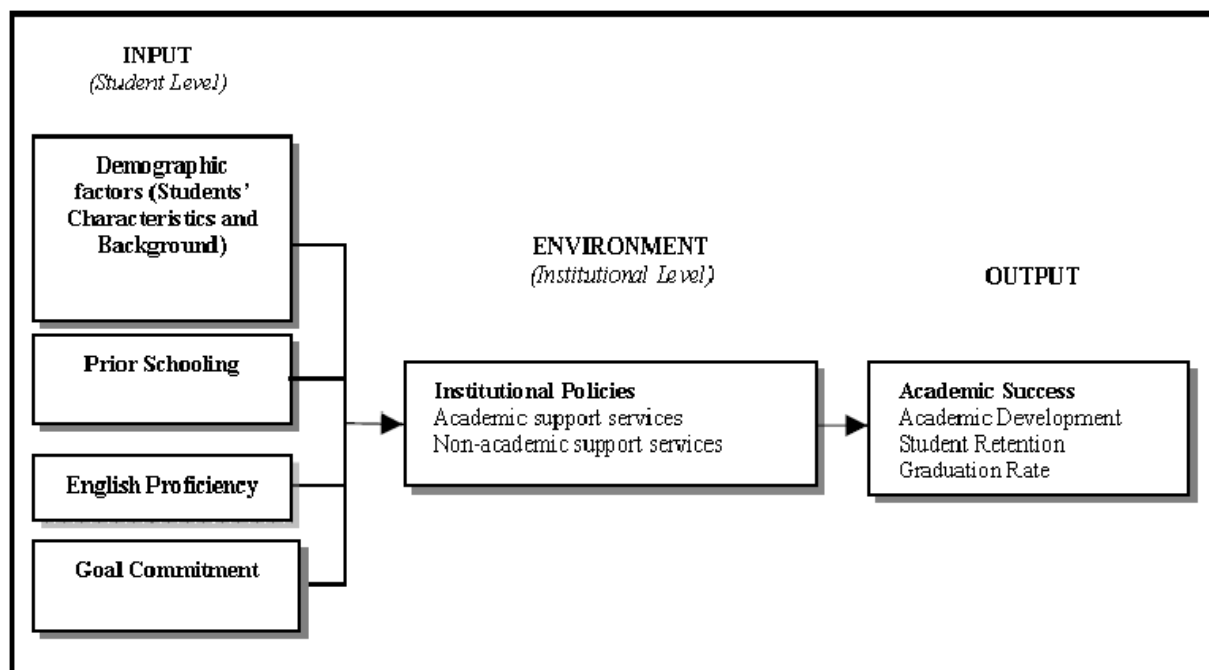 INPUT
(Student Level)
Demographic
factors (Students’
Characteristics and
Background)
Prior Schooling
English Proficiency
Goal Commitment
ENVIRONMENT
(Institutional Level)
Institutional Policies
Academic support services
Non-academic support services
OUTPUT
Academic Success
Academic Development
Student Retention
Graduation Rate